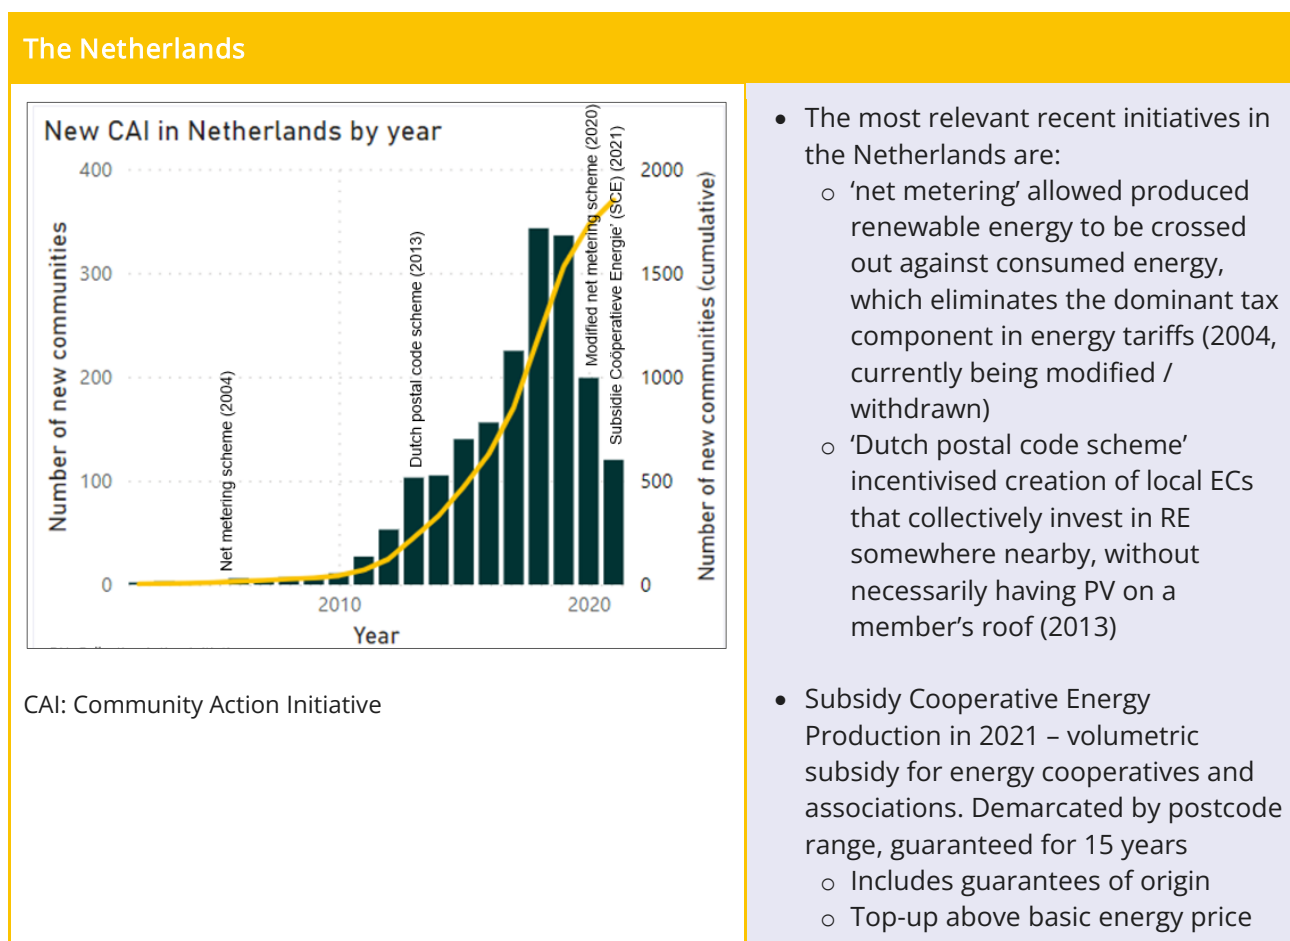 The Netherlands
New CAI in Netherlands by year
400
300
200
100
0
Number of new communities
2000
1500
1000
500
0
Number of new communities (cumulative)
Net metering scheme (2004)
Dutch postal code scheme (2013)
Modified net metering scheme (2020)
Subsidie Coöperatieve Energie' (SCE) (2021)
2010
2020
Year
CAI: Community Action Initiative
• The most relevant recent initiatives in
the Netherlands are:
o ‘net metering’ allowed produced
renewable energy to be crossed
out against consumed energy,
which eliminates the dominant tax
component in energy tariffs (2004,
currently being modified /
withdrawn)
o ‘Dutch postal code scheme’
incentivised creation of local ECs
that collectively invest in RE
somewhere nearby, without
necessarily having PV on a
member’s roof (2013)
• Subsidy Cooperative Energy
Production in 2021 – volumetric
subsidy for energy cooperatives and
associations. Demarcated by postcode
range, guaranteed for 15 years
o Includes guarantees of origin
o Top-up above basic energy price